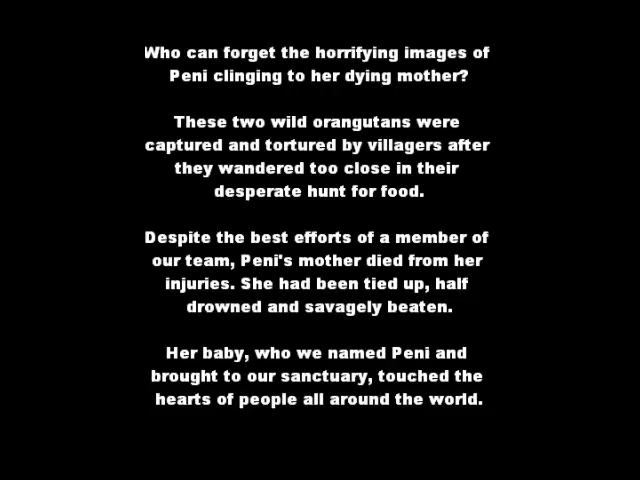 Who can forget the horrifying images of
Peni clinging to her dying mother?
These two wild orangutans were
captured and tortured by villagers after
they wandered too close in their
desperate hunt for food.
Despite the best efforts of a member of
our team, Peni's mother died from her
injuries. She had been tied up, half
drowned and savagely beaten.
Her baby, who we named Peni and
brought to our sanctuary, touched the
hearts of people all around the world.